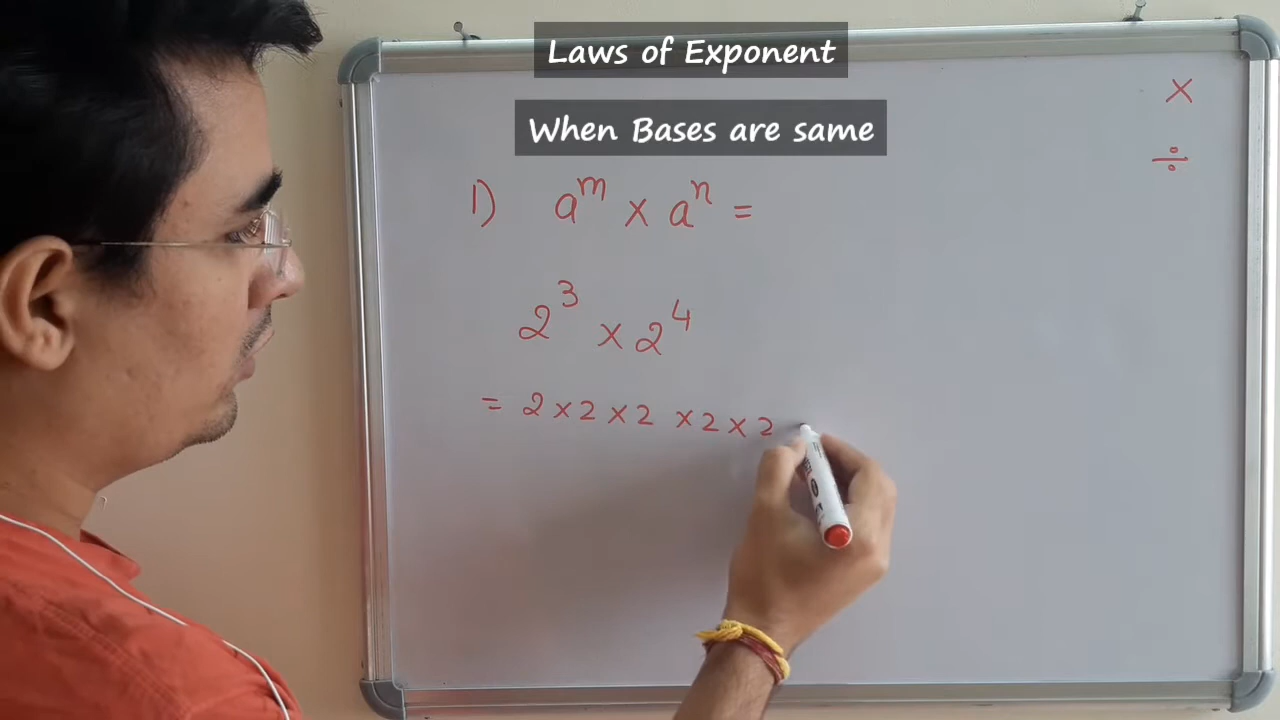 Laws of Exponent
When Bases are same
×
÷
1) a^m × a^n =
2^3 × 2^4
= 2 × 2 × 2 × 2 × 2